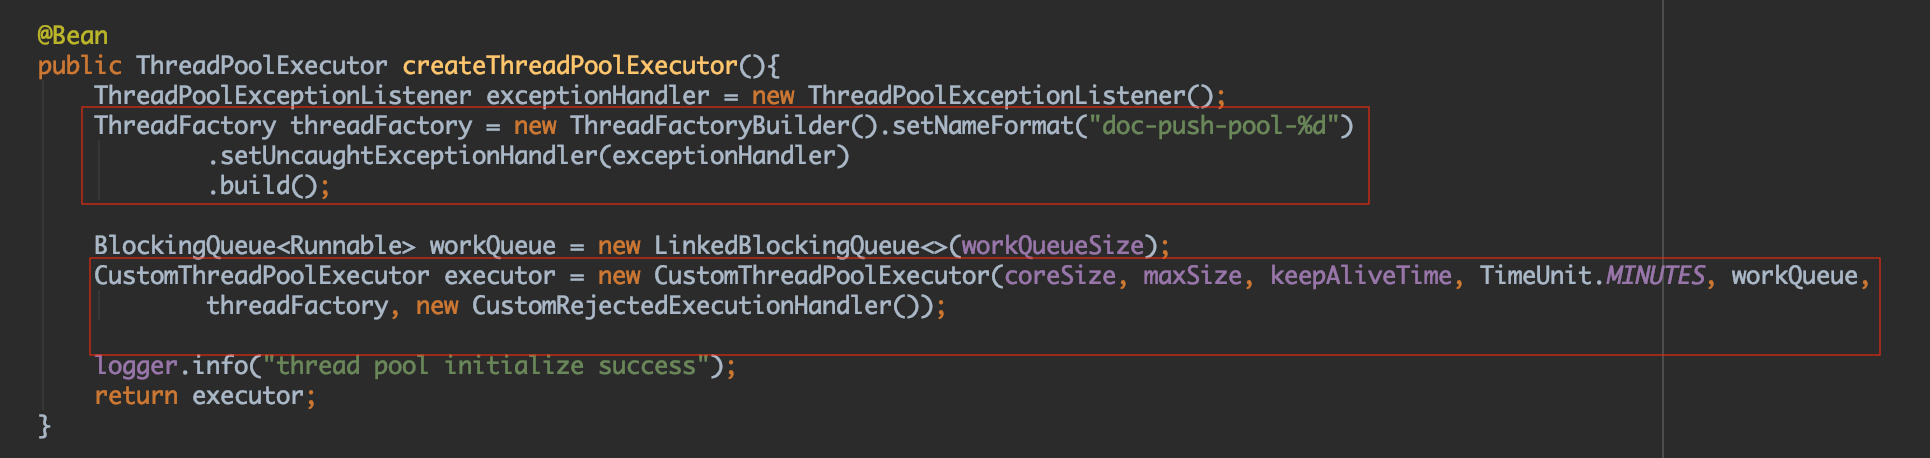 @Bean
public ThreadPoolExecutor createThreadPoolExecutor(){
ThreadPoolExceptionListener exceptionHandler = new ThreadPoolExceptionListener();
ThreadFactory threadFactory = new ThreadFactoryBuilder().setNameFormat("doc-push-pool-%d")
.setUncaughtExceptionHandler(exceptionHandler)
.build();
BlockingQueue<Runnable> workQueue = new LinkedBlockingQueue<>(workQueueSize);
CustomThreadPoolExecutor executor = new CustomThreadPoolExecutor(coreSize, maxSize, keepAliveTime, TimeUnit.MINUTES, workQueue,
threadFactory, new CustomRejectedExecutionHandler());
logger.info("thread pool initialize success");
return executor;
}